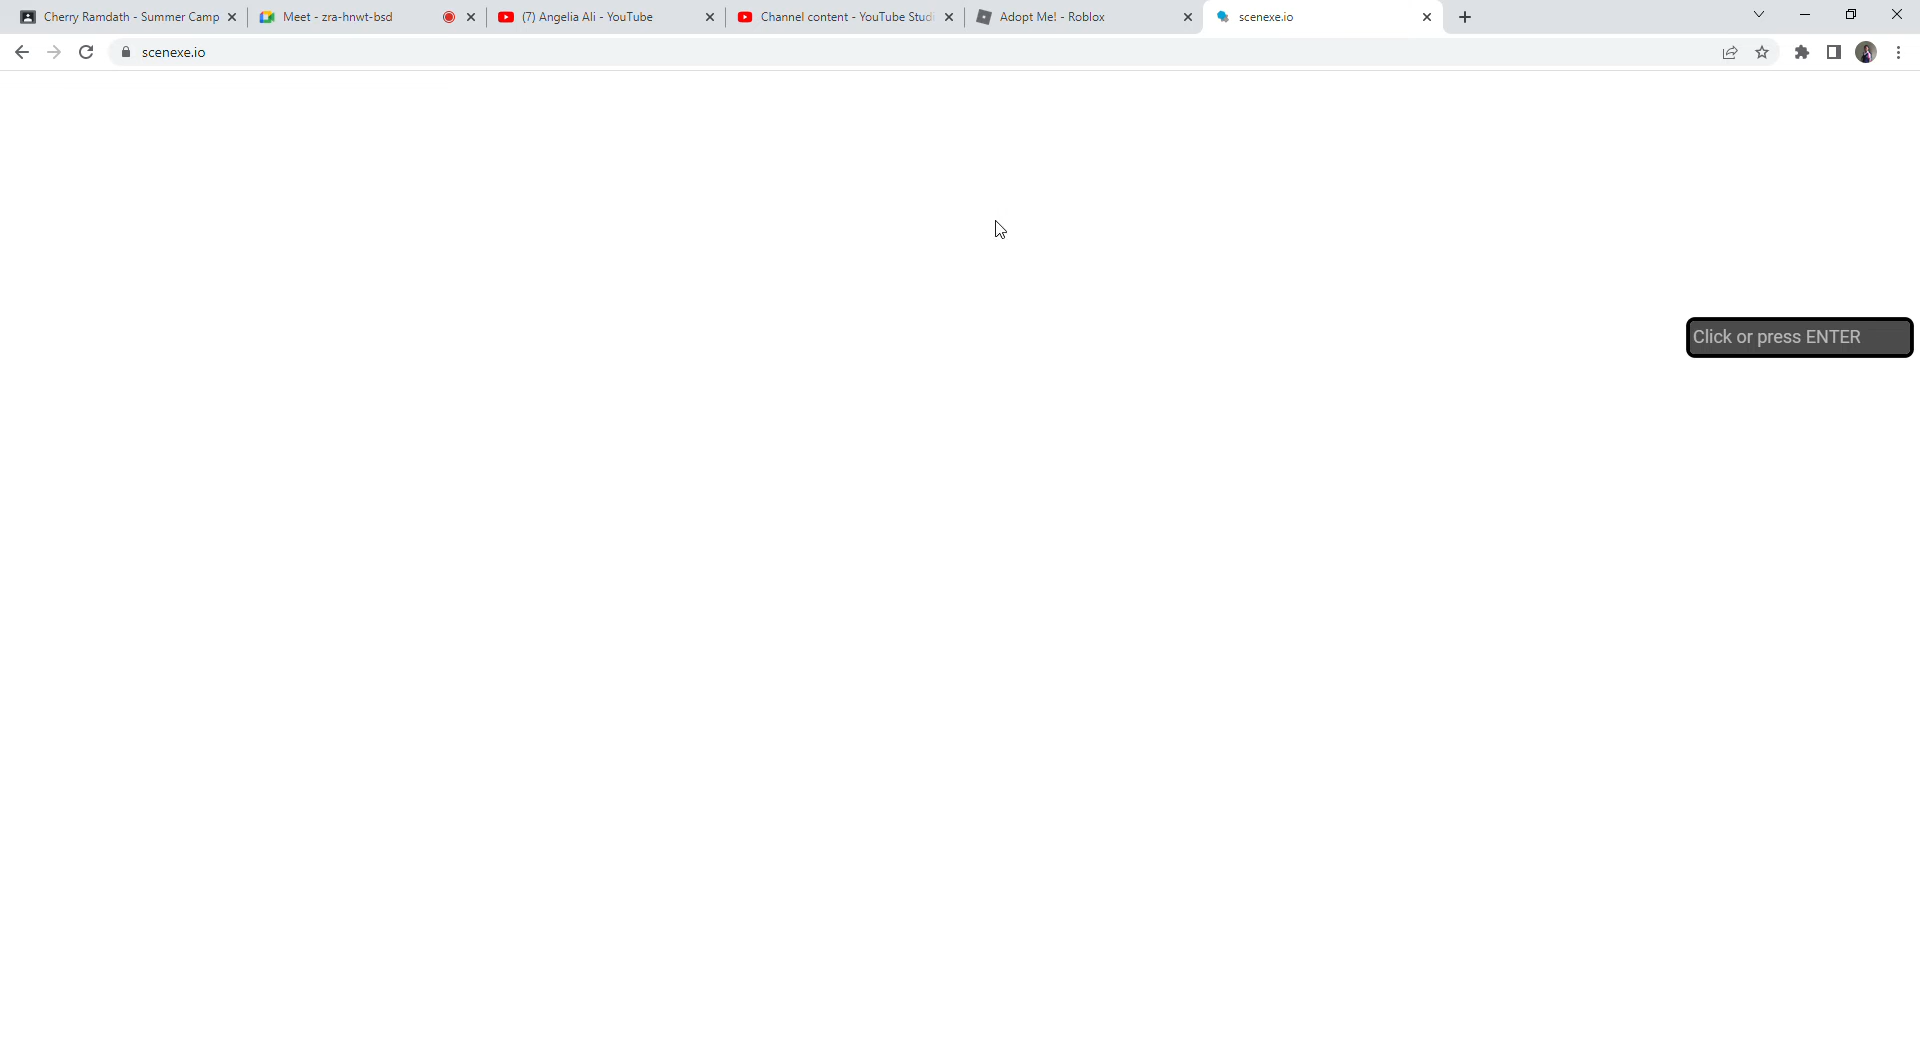 Cherry Ramdath - Summer Camp
Meet - zra-hnwt-bsd
(7) Angelia Ali - YouTube
Channel content - YouTube Studi
Adopt Me! - Roblox
scenexe.io
scenexe.io
Click or press ENTER